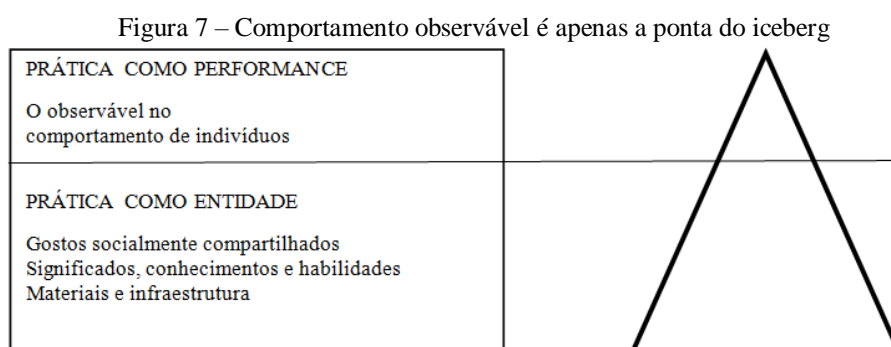 Figura 7 – Comportamento observável é apenas a ponta do iceberg
PRÁTICA COMO PERFORMANCE
O observável no
comportamento de indivíduos
PRÁTICA COMO ENTIDADE
Gostos socialmente compartilhados
Significados, conhecimentos e habilidades
Materiais e infraestrutura